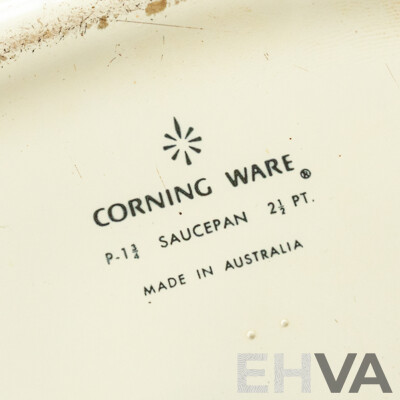 CORNING WARE®
P-1¾ SAUCEPAN 2½ PT.
MADE IN AUSTRALIA
EHVA